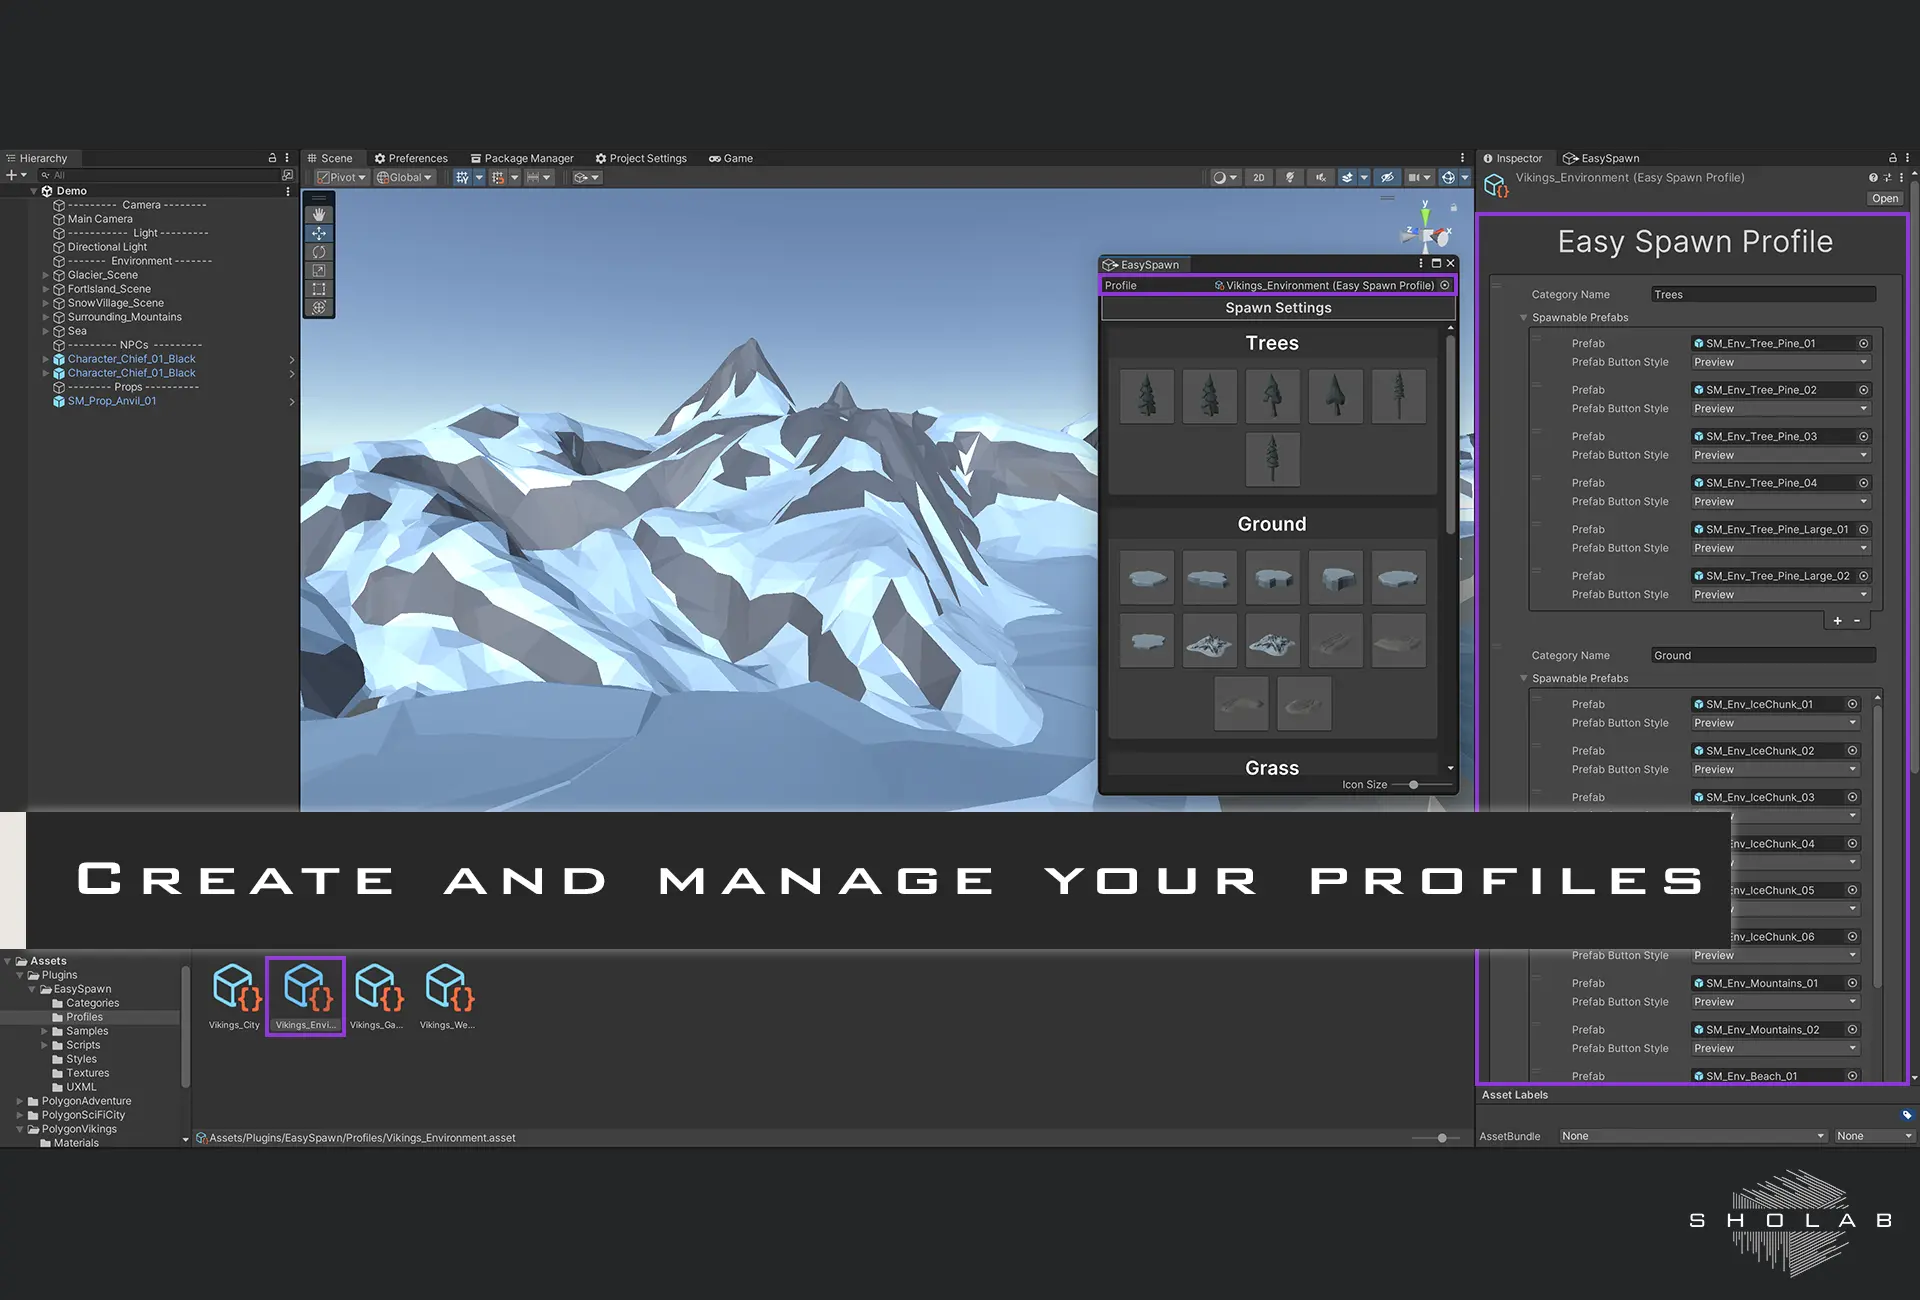 Hierarchy
All
Demo
--------- Camera --------
Main Camera
----------- Light ---------
Directional Light
------- Environment -------
Glacier_Scene
FortIsland_Scene
SnowVillage_Scene
Surrounding_Mountains
Sea
--------- NPCs ---------
Character_Chief_01_Black
Character_Chief_01_Black
-------- Props ----------
SM_Prop_Anvil_01
Scene
Preferences
Package Manager
Project Settings
Game
Pivot
Global
2D
y
z
x
EasySpawn
Profile
Vikings_Environment (Easy Spawn Profile)
Spawn Settings
Trees
Ground
Grass
Icon Size
Inspector
EasySpawn
Vikings_Environment (Easy Spawn Profile)
Open
Easy Spawn Profile
Category Name
Trees
Spawnable Prefabs
Prefab
SM_Env_Tree_Pine_01
Prefab Button Style
Preview
Prefab
SM_Env_Tree_Pine_02
Prefab Button Style
Preview
Prefab
SM_Env_Tree_Pine_03
Prefab Button Style
Preview
Prefab
SM_Env_Tree_Pine_04
Prefab Button Style
Preview
Prefab
SM_Env_Tree_Pine_Large_01
Prefab Button Style
Preview
Prefab
SM_Env_Tree_Pine_Large_02
Prefab Button Style
Preview
+ -
Category Name
Ground
Spawnable Prefabs
Prefab
SM_Env_IceChunk_01
Prefab Button Style
Preview
Prefab
SM_Env_IceChunk_02
Prefab Button Style
Preview
Prefab
SM_Env_IceChunk_03
Env_IceChunk_04
Env_IceChunk_05
Env_IceChunk_06
Prefab Button Style
Preview
Prefab
SM_Env_Mountains_01
Prefab Button Style
Preview
Prefab
SM_Env_Mountains_02
Prefab Button Style
Preview
Prefab
SM_Env_Beach_01
Asset Labels
AssetBundle
None
None
Create and manage your profiles
Assets
Plugins
EasySpawn
Categories
Profiles
Samples
Scripts
Styles
Textures
UXML
PolygonAdventure
PolygonSciFiCity
PolygonVikings
Materials
Vikings_City
Vikings_Envi...
Vikings_Ga...
Vikings_We...
Assets/Plugins/EasySpawn/Profiles/Vikings_Environment.asset
SHOLAB